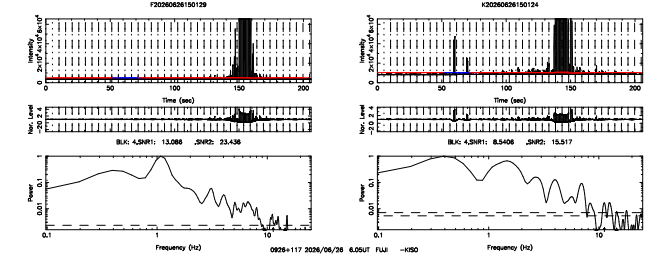 F20260626150129
K20260626150124
Intensity
0 2×10⁴ 4×10⁴ 6×10⁴
0 50 100 150 200
Time (sec)
Intensity
0 2×10⁴ 4×10⁴ 6×10⁴
0 50 100 150 200
Time (sec)
Nor. Level
-2 0 2 4
Nor. Level
-2 0 2 4
BLK: 4,SNR1: 13.086 ,SNR2: 23.436
BLK: 4,SNR1: 8.5406 ,SNR2: 15.517
Power
1
0.1
0.01
0.1 1 10
Frequency (Hz)
Power
1
0.1
0.01
0.1 1 10
Frequency (Hz)
0926+117 2026/06/26 6.05UT FUJI -KISO